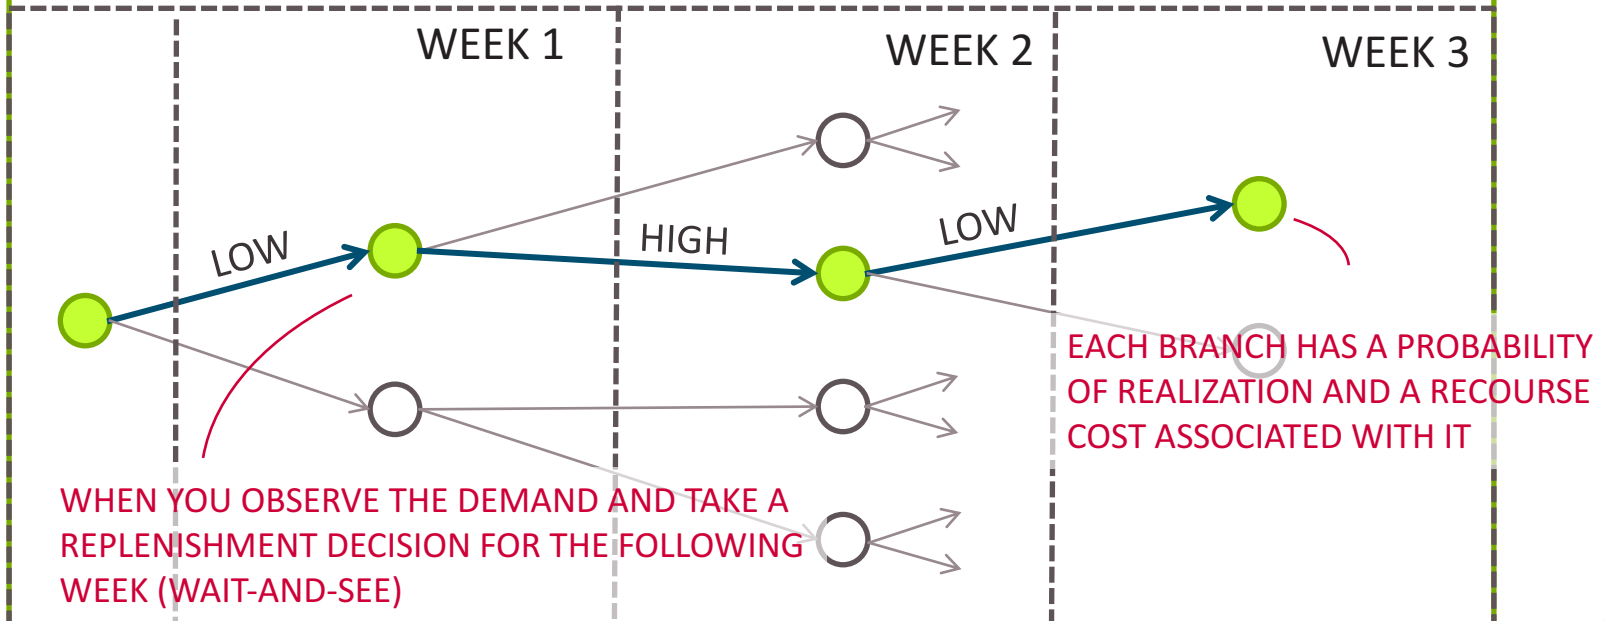 WEEK 1
WEEK 2
WEEK 3
LOW
HIGH
LOW
EACH BRANCH HAS A PROBABILITY
OF REALIZATION AND A RECOURSE
COST ASSOCIATED WITH IT
WHEN YOU OBSERVE THE DEMAND AND TAKE A
REPLENISHMENT DECISION FOR THE FOLLOWING
WEEK (WAIT-AND-SEE)